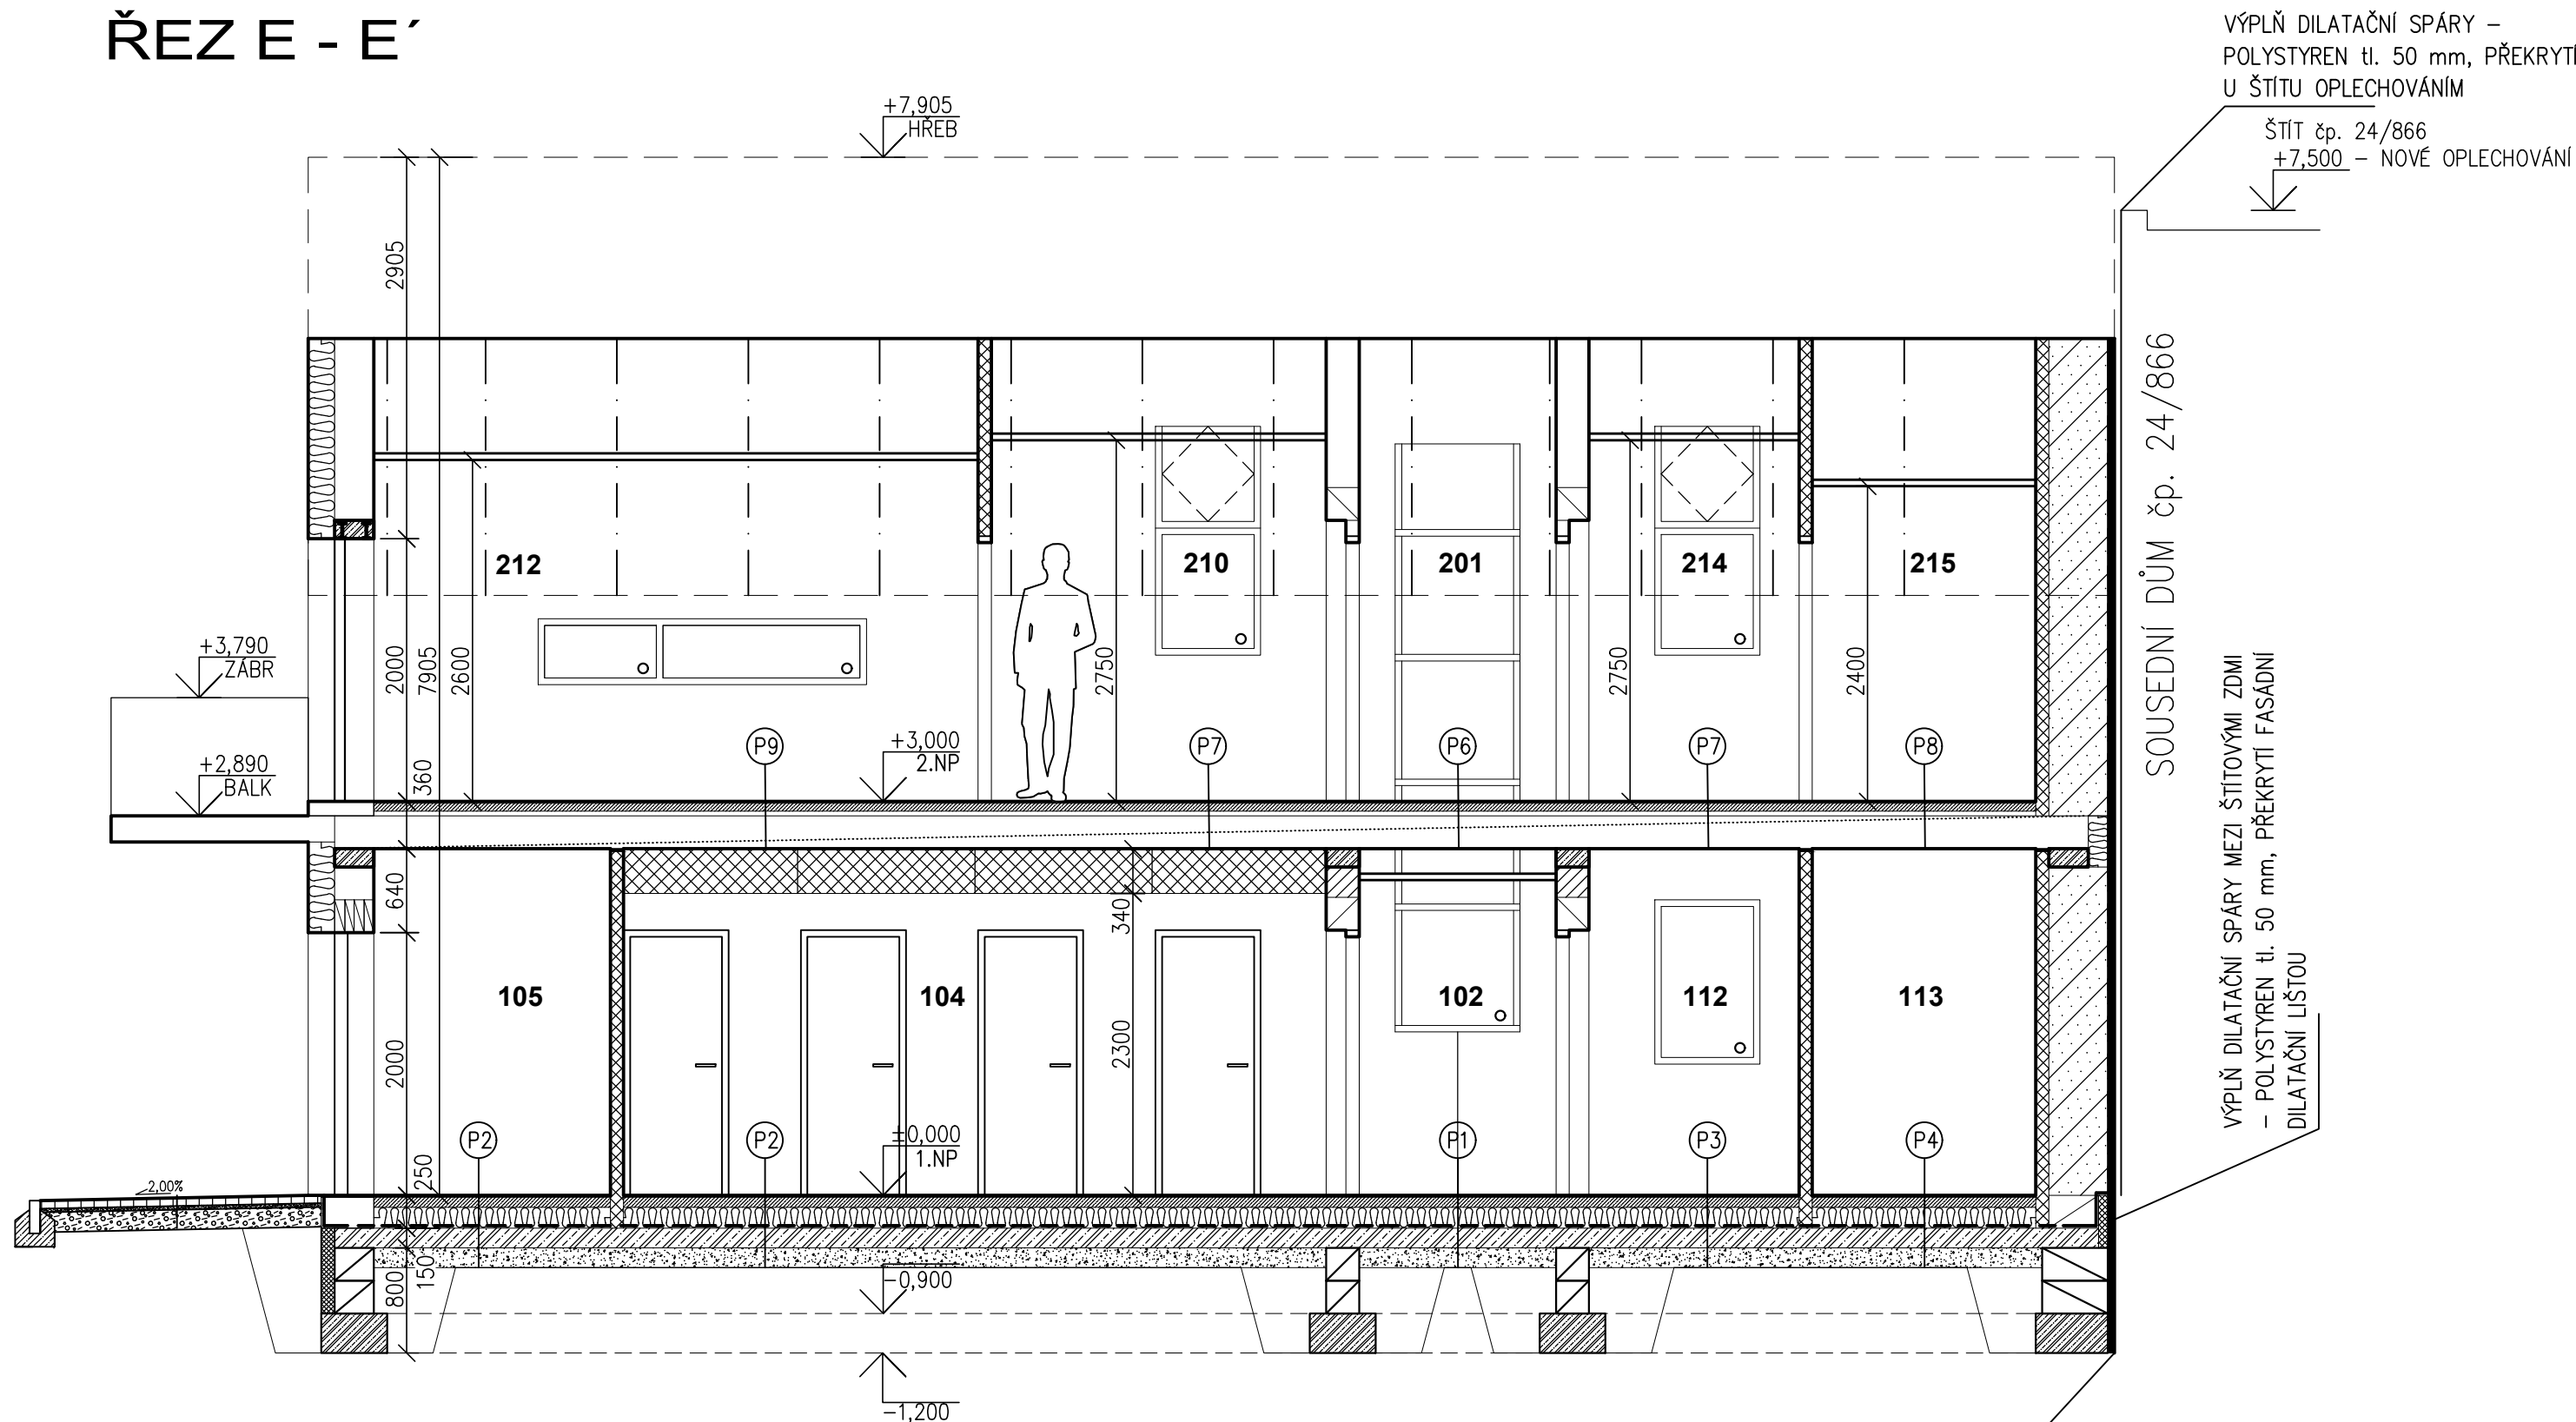 ŘEZ E - E´
VÝPLŇ DILATAČNÍ SPÁRY –
POLYSTYREN tl. 50 mm, PŘEKRYTÍ
U ŠTÍTU OPLECHOVÁNÍM
ŠTÍT čp. 24/866
+7,500 – NOVÉ OPLECHOVÁNÍ
+7,905
HŘEB
2905
212
210
201
214
215
SOUSEDNÍ DŮM čp. 24/866
+3,790
ZÁBR
2000
7905
2600
2750
2750
2400
+2,890
BALK
360
P9
+3,000
2.NP
P7
P6
P7
P8
VÝPLŇ DILATAČNÍ SPÁRY MEZI ŠTÍTOVÝMI ZDMI
– POLYSTYREN tl. 50 mm, PŘEKRYTÍ FASÁDNÍ
DILATAČNÍ LIŠTOU
640
340
105
104
102
112
113
2000
2300
P2
P2
±0,000
1.NP
P1
P3
P4
250
2,00%
800
150
–0,900
–1,200